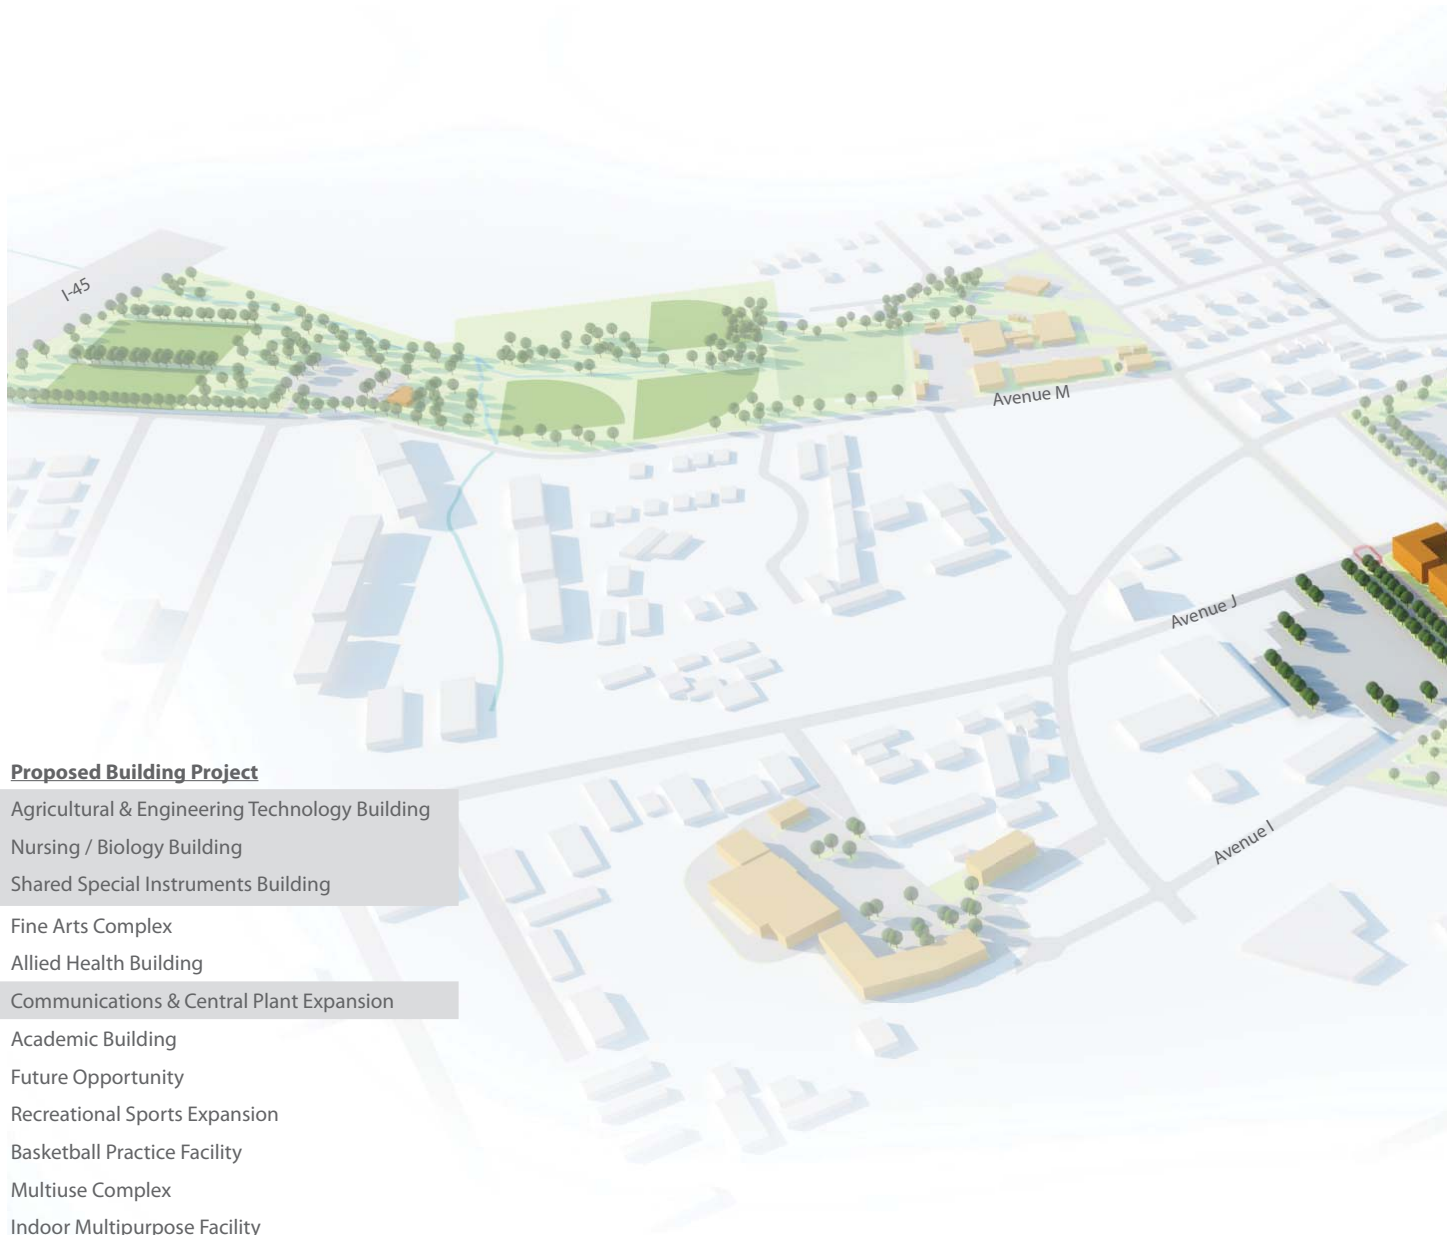 I-45
Avenue M
Avenue J
Avenue I
Proposed Building Project
Agricultural & Engineering Technology Building
Nursing / Biology Building
Shared Special Instruments Building
Fine Arts Complex
Allied Health Building
Communications & Central Plant Expansion
Academic Building
Future Opportunity
Recreational Sports Expansion
Basketball Practice Facility
Multiuse Complex
Indoor Multipurpose Facility